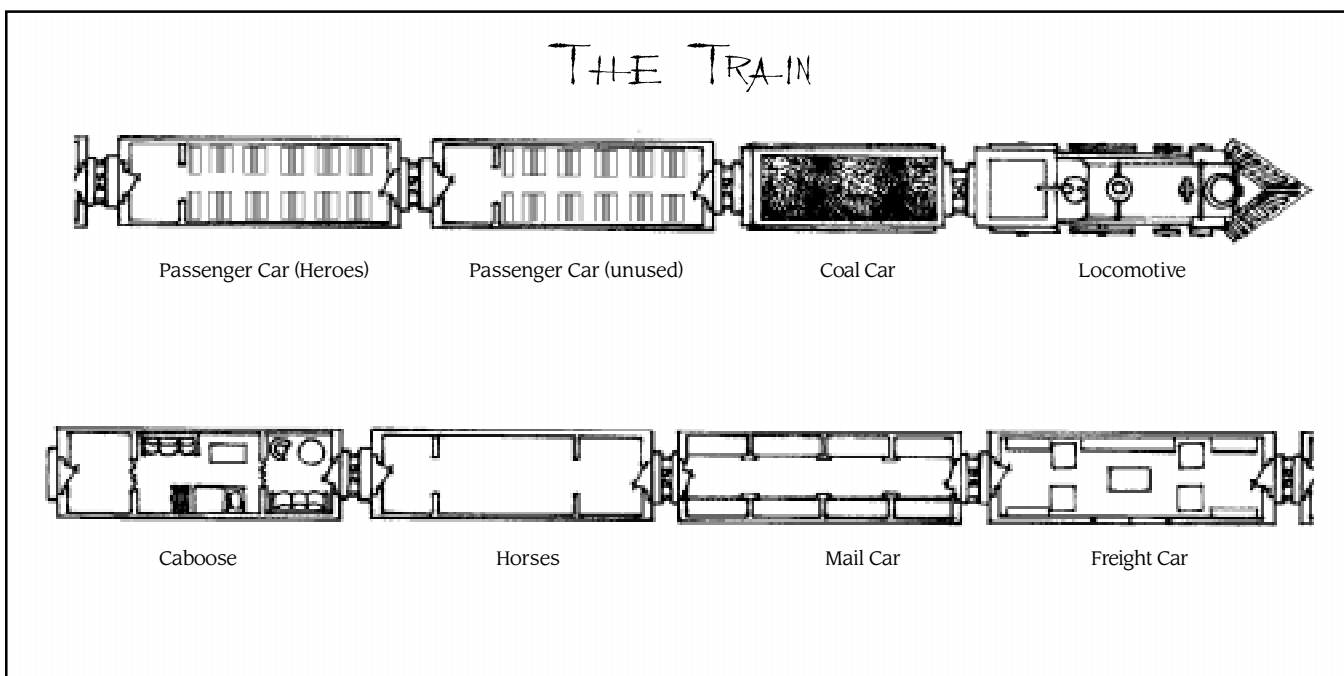 The Train
Passenger Car (Heroes)
Passenger Car (unused)
Coal Car
Locomotive
Caboose
Horses
Mail Car
Freight Car